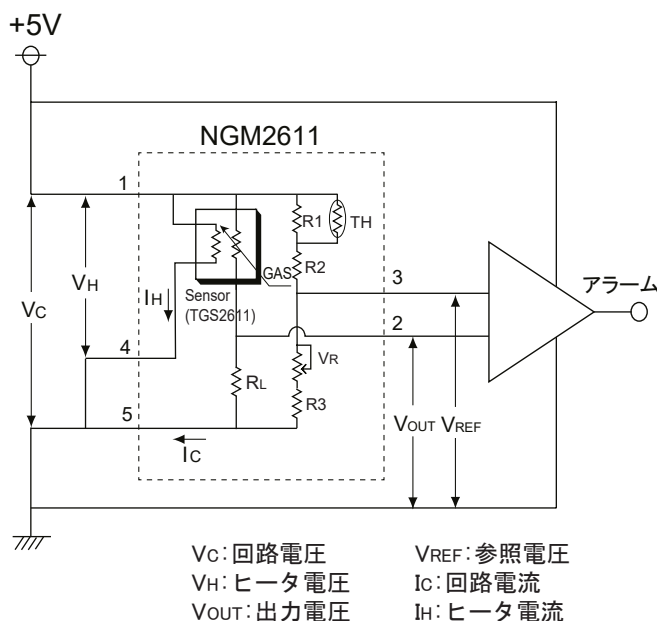 +5V
NGM2611
1
R1
TH
R2
GAS
VH
IH
Sensor
(TGS2611)
3
アラーム
2
VC
4
VR
RL
R3
5
IC
VOUT
VREF
VC:回路電圧
VREF:参照電圧
VH:ヒータ電圧
IC:回路電流
VOUT:出力電圧
IH:ヒータ電流